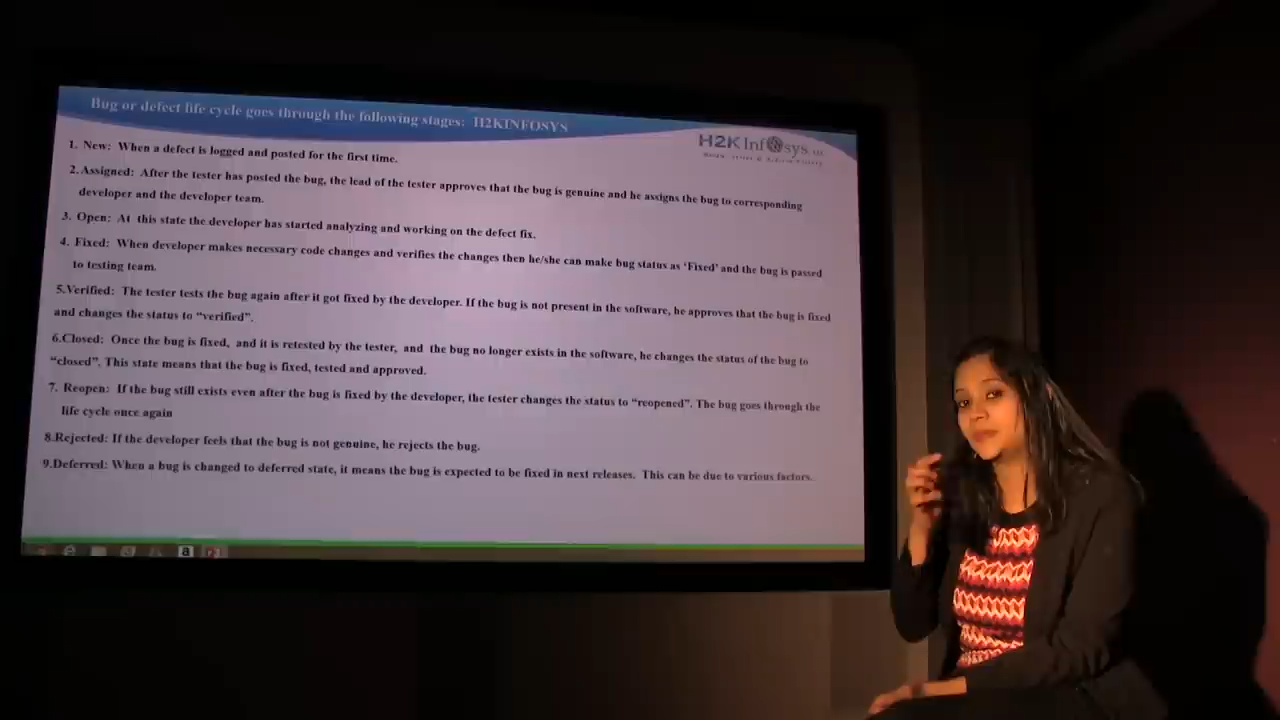 Bug or defect life cycle goes through the following stages: H2KINFOSYS
H2K Infosys LLC
1. New: When a defect is logged and posted for the first time.
2.Assigned: After the tester has posted the bug, the lead of the tester approves that the bug is genuine and he assigns the bug to corresponding
developer and the developer team.
3. Open: At this state the developer has started analyzing and working on the defect fix.
4. Fixed: When developer makes necessary code changes and verifies the changes then he/she can make bug status as ‘Fixed’ and the bug is passed
to testing team.
5.Verified: The tester tests the bug again after it got fixed by the developer. If the bug is not present in the software, he approves that the bug is fixed
and changes the status to “verified”.
6.Closed: Once the bug is fixed, and it is retested by the tester, and the bug no longer exists in the software, he changes the status of the bug to
“closed”. This state means that the bug is fixed, tested and approved.
7. Reopen: If the bug still exists even after the bug is fixed by the developer, the tester changes the status to “reopened”. The bug goes through the
life cycle once again
8.Rejected: If the developer feels that the bug is not genuine, he rejects the bug.
9.Deferred: When a bug is changed to deferred state, it means the bug is expected to be fixed in next releases. This can be due to various factors.
a